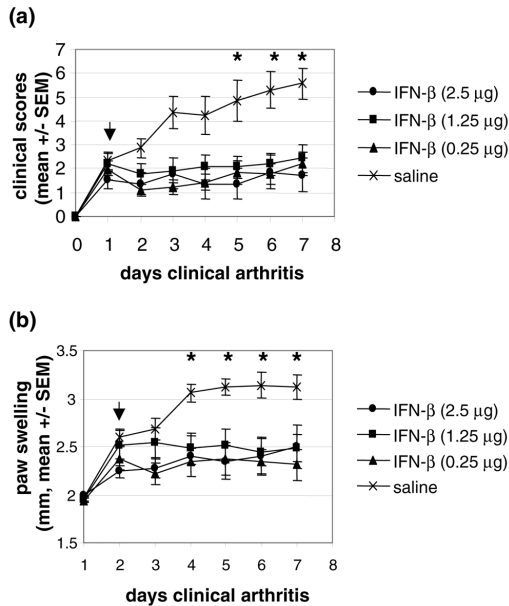 (a)
clinical scores
(mean +/- SEM)
7
6
5
4
3
2
1
0
* * *
0 1 2 3 4 5 6 7 8
days clinical arthritis
IFN-β (2.5 μg)
IFN-β (1.25 μg)
IFN-β (0.25 μg)
saline
(b)
paw swelling
(mm, mean +/- SEM)
3.5
3
2.5
2
1.5
* * * *
1 2 3 4 5 6 7 8
days clinical arthritis
IFN-β (2.5 μg)
IFN-β (1.25 μg)
IFN-β (0.25 μg)
saline